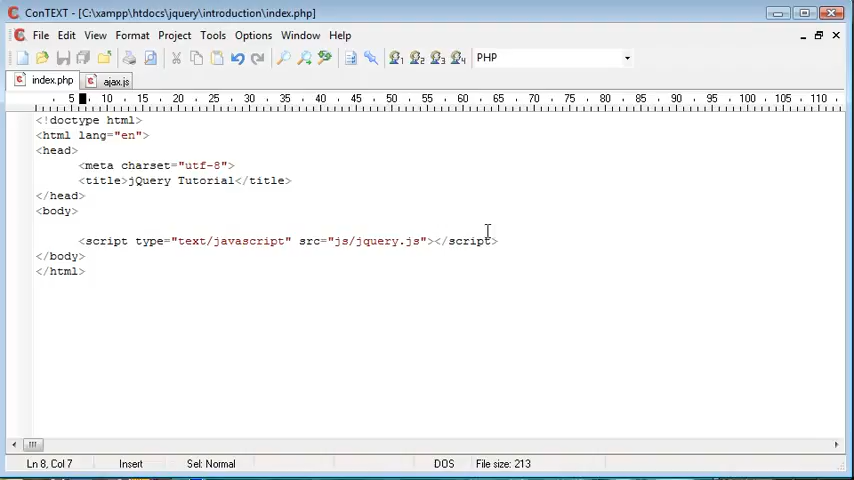 ConTEXT - [C:\xampp\htdocs\jquery\introduction\index.php]
File Edit View Format Project Tools Options Window Help
1 2 3 4 PHP
index.php ajax.js
5 10 15 20 25 30 35 40 45 50 55 60 65 70 75 80 85 90 95 100 105 110
<!doctype html>
<html lang="en">
<head>
<meta charset="utf-8">
<title>jQuery Tutorial</title>
</head>
<body>
<script type="text/javascript" src="js/jquery.js"></script>
</body>
</html>
Ln 8, Col 7 Insert Sel: Normal DOS File size: 213